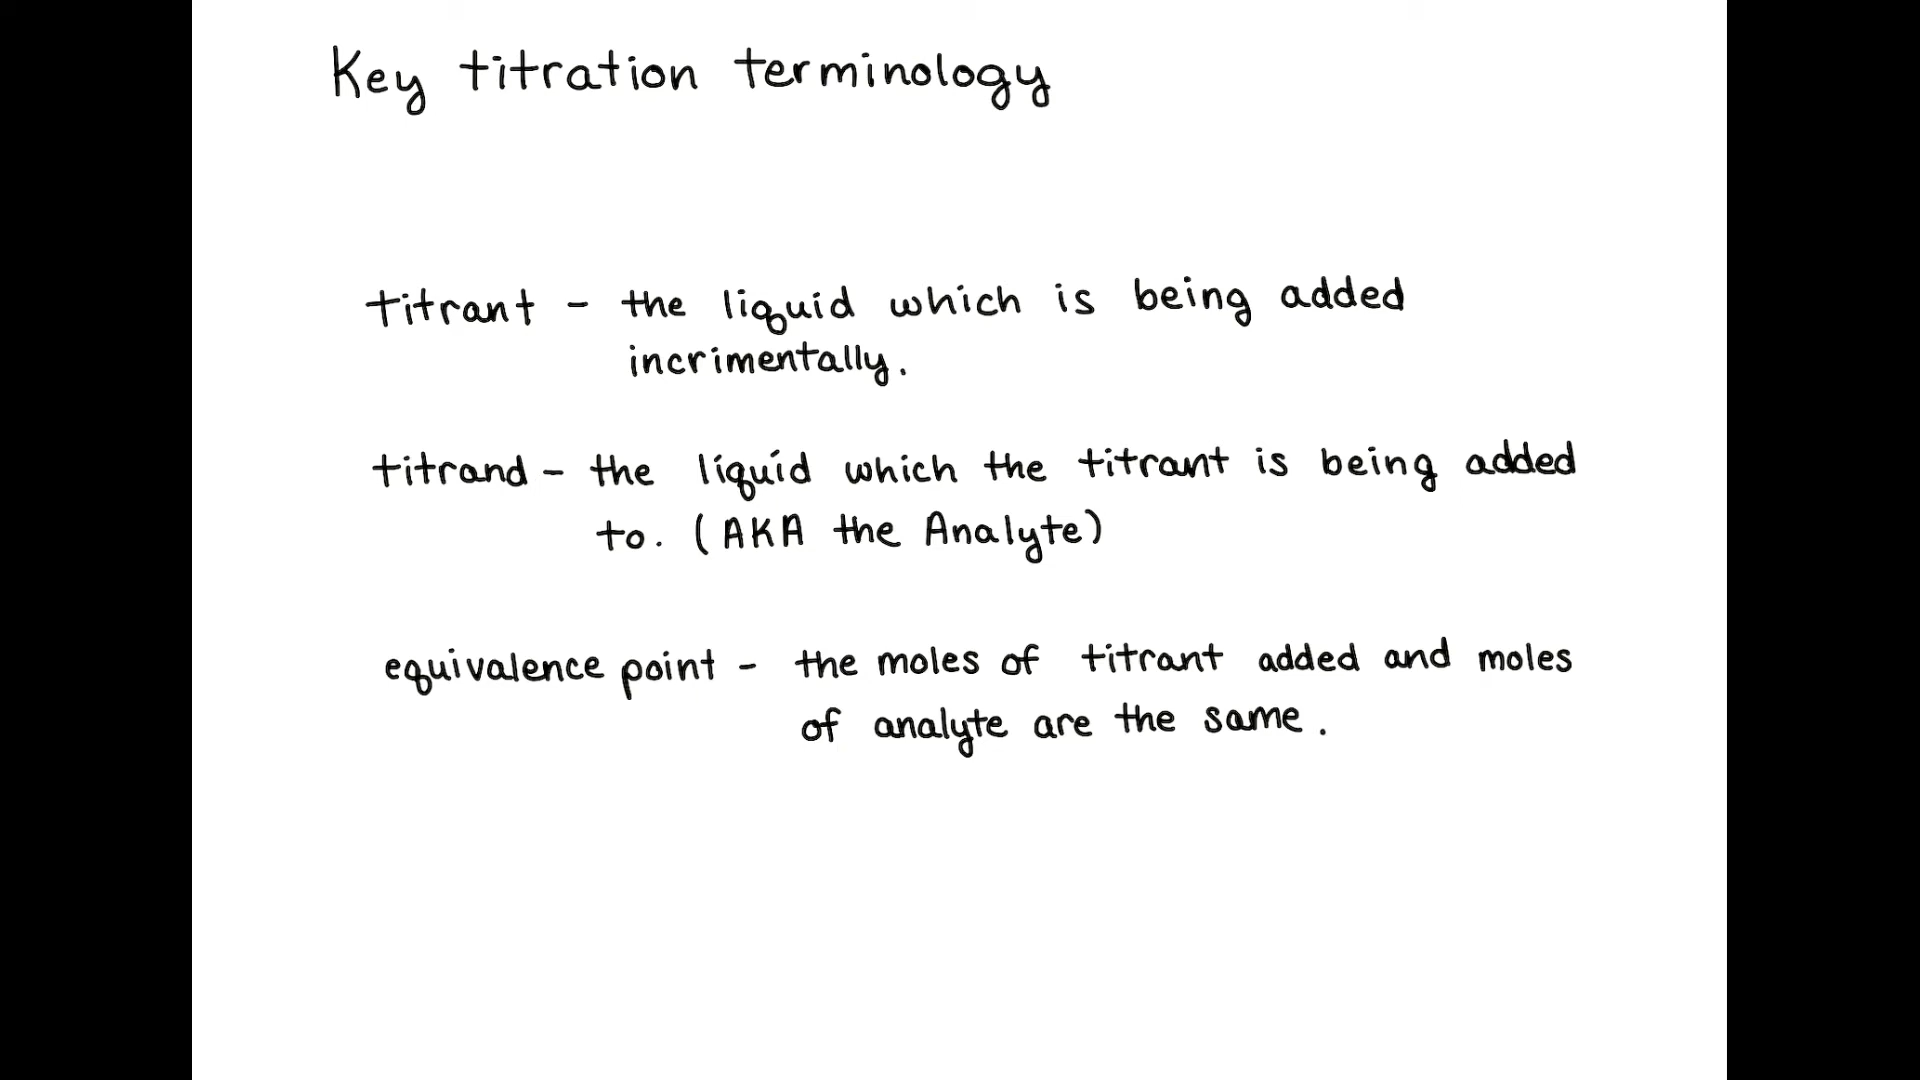 Key titration terminology
titrant - the liquid which is being added
incrimentally.
titrand - the liquid which the titrant is being added
to. (AKA the Analyte)
equivalence point - the moles of titrant added and moles
of analyte are the same.